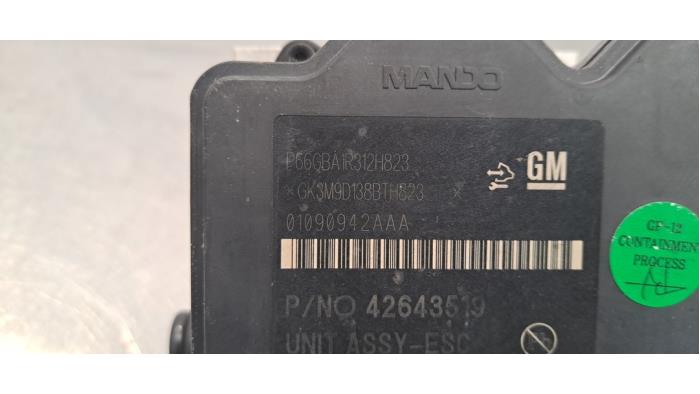 MANDO
P66GBA1R312H823
*GK3M9D138BTH823 *
01090942AAA
GM
P/NO 42643519
UNIT ASSY-ESC
GP-12
CONTAINMENT
PROCESS